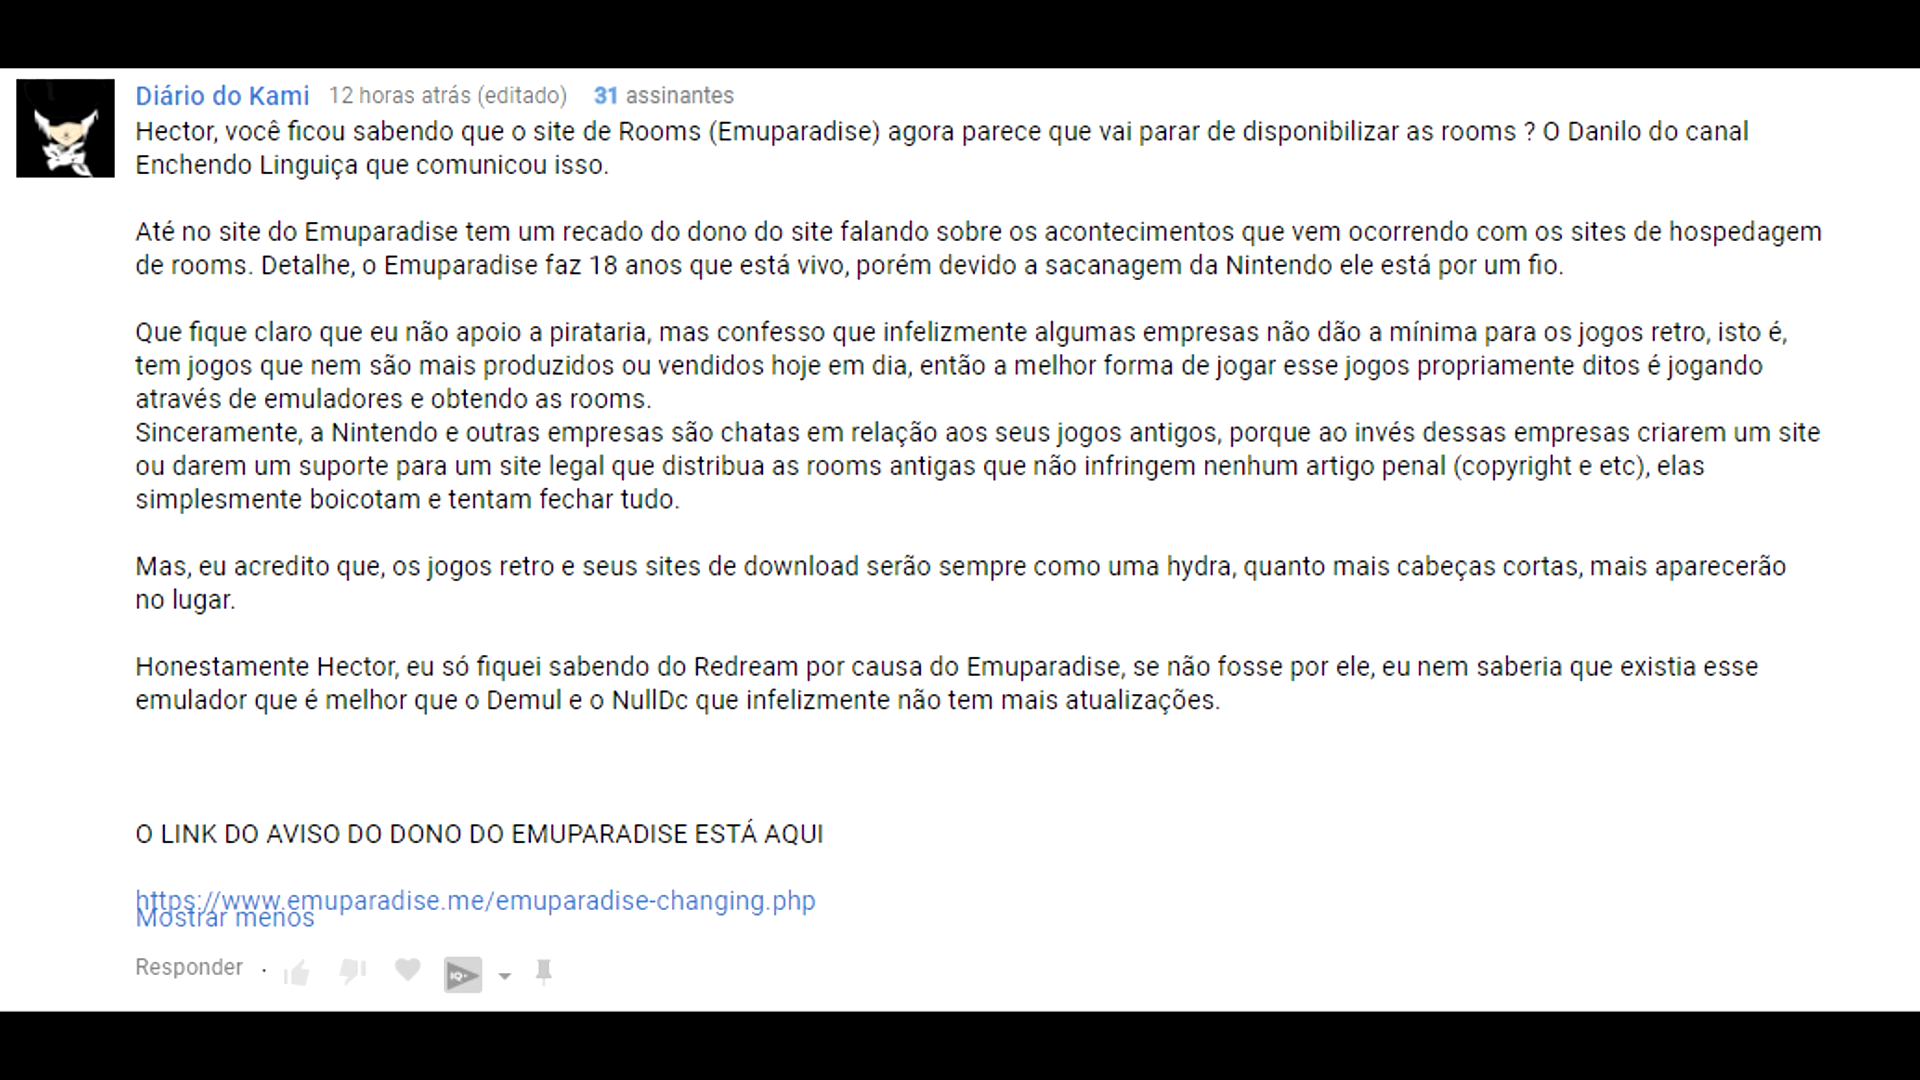 Diário do Kami 12 horas atrás (editado) 31 assinantes
Hector, você ficou sabendo que o site de Rooms (Emuparadise) agora parece que vai parar de disponibilizar as rooms ? O Danilo do canal
Enchendo Linguiça que comunicou isso.
Até no site do Emuparadise tem um recado do dono do site falando sobre os acontecimentos que vem ocorrendo com os sites de hospedagem
de rooms. Detalhe, o Emuparadise faz 18 anos que está vivo, porém devido a sacanagem da Nintendo ele está por um fio.
Que fique claro que eu não apoio a pirataria, mas confesso que infelizmente algumas empresas não dão a mínima para os jogos retro, isto é,
tem jogos que nem são mais produzidos ou vendidos hoje em dia, então a melhor forma de jogar esse jogos propriamente ditos é jogando
através de emuladores e obtendo as rooms.
Sinceramente, a Nintendo e outras empresas são chatas em relação aos seus jogos antigos, porque ao invés dessas empresas criarem um site
ou darem um suporte para um site legal que distribua as rooms antigas que não infringem nenhum artigo penal (copyright e etc), elas
simplesmente boicotam e tentam fechar tudo.
Mas, eu acredito que, os jogos retro e seus sites de download serão sempre como uma hydra, quanto mais cabeças cortas, mais aparecerão
no lugar.
Honestamente Hector, eu só fiquei sabendo do Redream por causa do Emuparadise, se não fosse por ele, eu nem saberia que existia esse
emulador que é melhor que o Demul e o NullDc que infelizmente não tem mais atualizações.
O LINK DO AVISO DO DONO DO EMUPARADISE ESTÁ AQUI
https://www.emuparadise.me/emuparadise-changing.php
Mostrar menos
Responder ·
IQ+